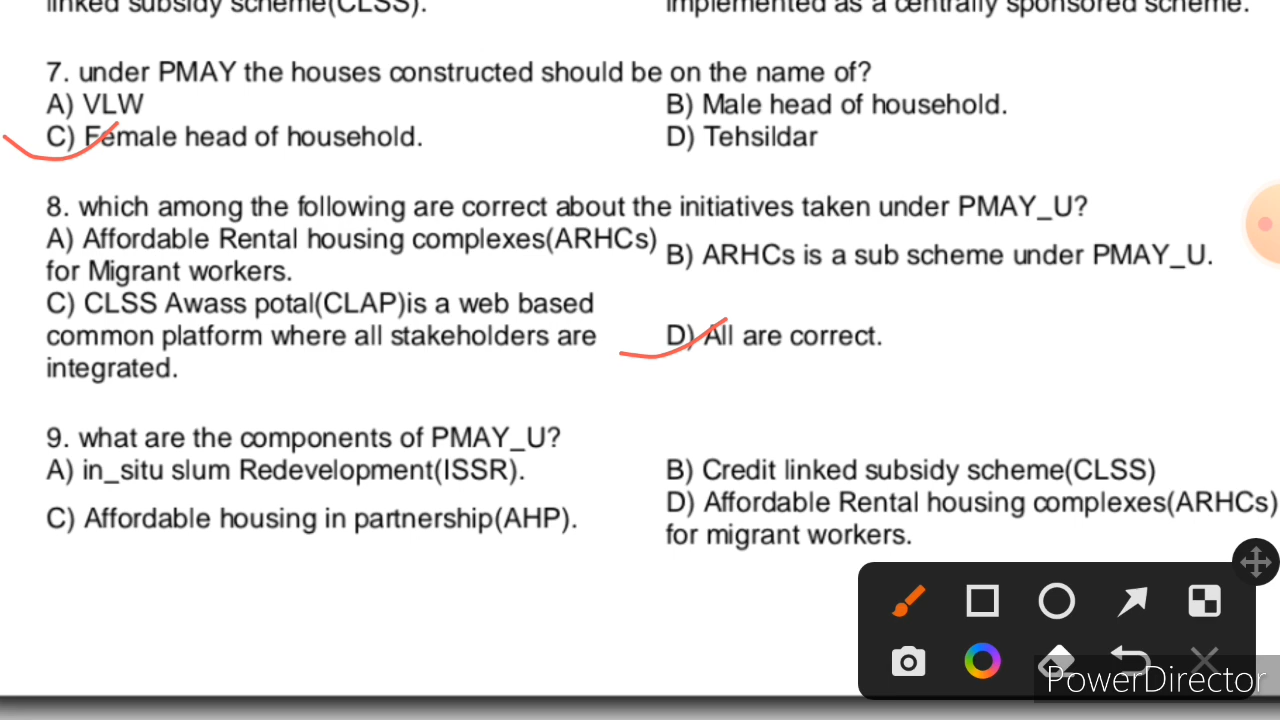 linked subsidy scheme(CLSS).
implemented as a centrally sponsored scheme.
7. under PMAY the houses constructed should be on the name of?
A) VLW
B) Male head of household.
C) Female head of household.
D) Tehsildar
8. which among the following are correct about the initiatives taken under PMAY_U?
A) Affordable Rental housing complexes(ARHCs)
for Migrant workers.
B) ARHCs is a sub scheme under PMAY_U.
C) CLSS Awass potal(CLAP)is a web based
common platform where all stakeholders are
integrated.
D) All are correct.
9. what are the components of PMAY_U?
A) in_situ slum Redevelopment(ISSR).
B) Credit linked subsidy scheme(CLSS)
C) Affordable housing in partnership(AHP).
D) Affordable Rental housing complexes(ARHCs)
for migrant workers.
PowerDirector